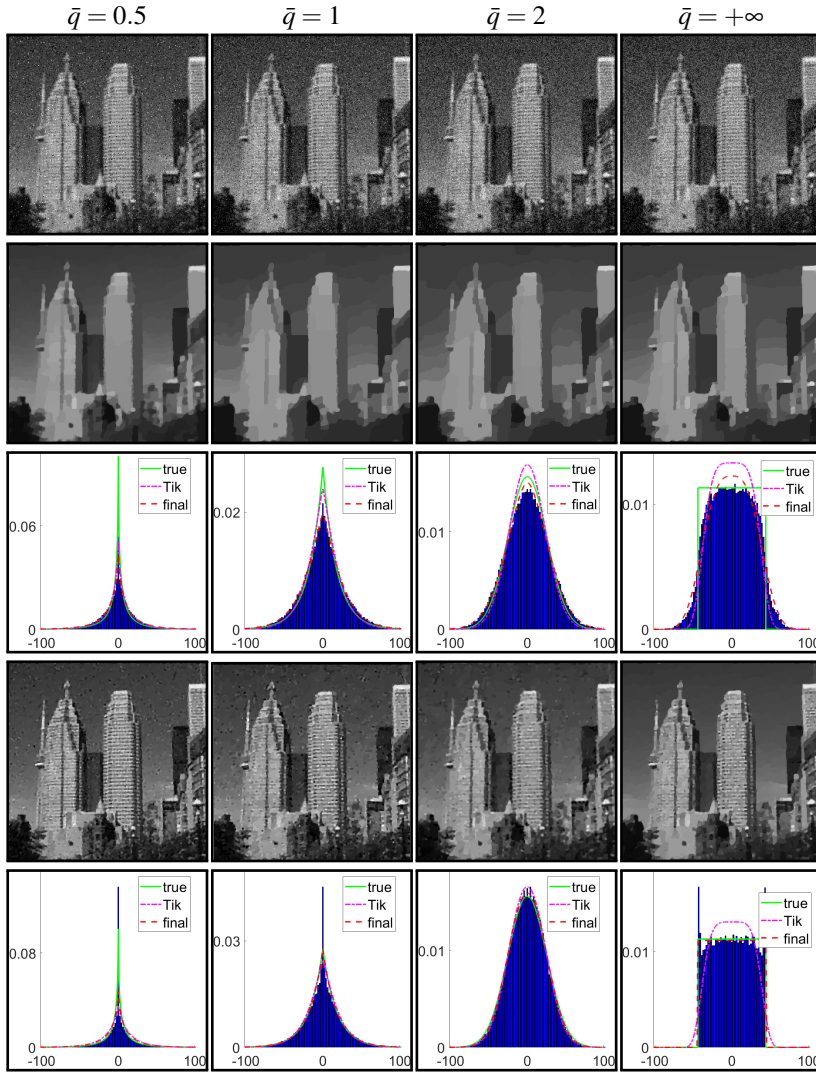 q̄ = 0.5 q̄ = 1 q̄ = 2 q̄ = +∞
true
Tik
final
0.06
0
-100 0 100
true
Tik
final
0.02
0
-100 0 100
true
Tik
final
0.01
0
-100 0 100
true
Tik
final
0.01
0
-100 0 100
true
Tik
final
0.08
0
-100 0 100
true
Tik
final
0.03
0
-100 0 100
true
Tik
final
0.01
0
-100 0 100
true
Tik
final
0.01
0
-100 0 100